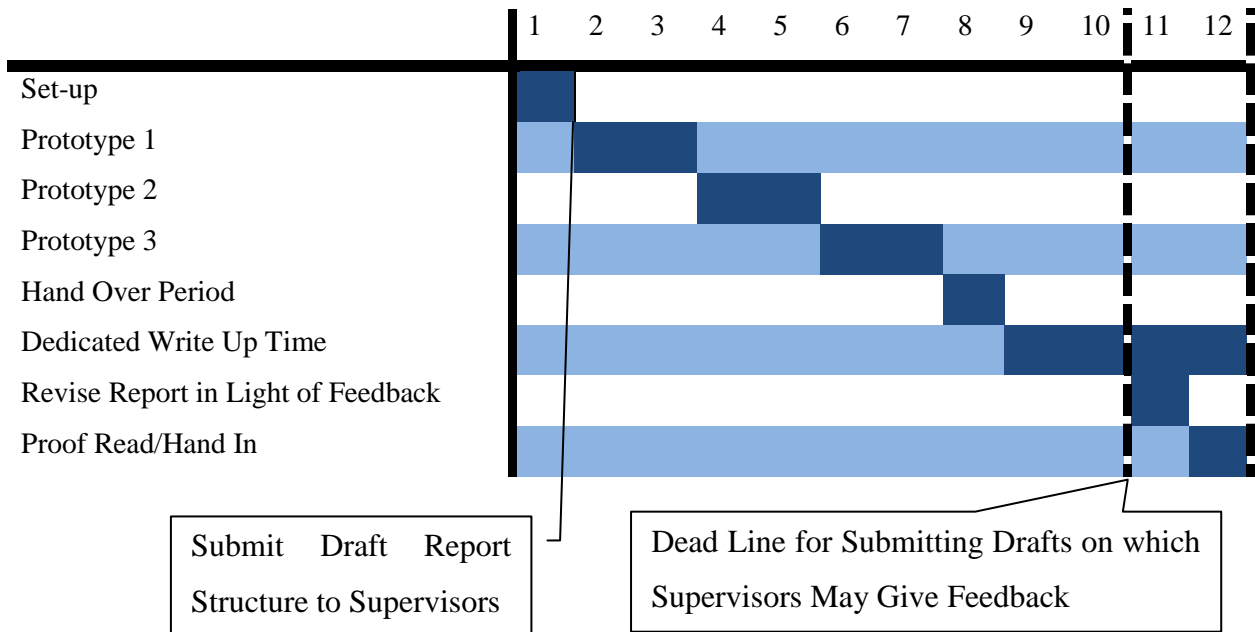 1 2 3 4 5 6 7 8 9 10 11 12
Set-up
Prototype 1
Prototype 2
Prototype 3
Hand Over Period
Dedicated Write Up Time
Revise Report in Light of Feedback
Proof Read/Hand In
Submit Draft Report
Structure to Supervisors
Dead Line for Submitting Drafts on which
Supervisors May Give Feedback